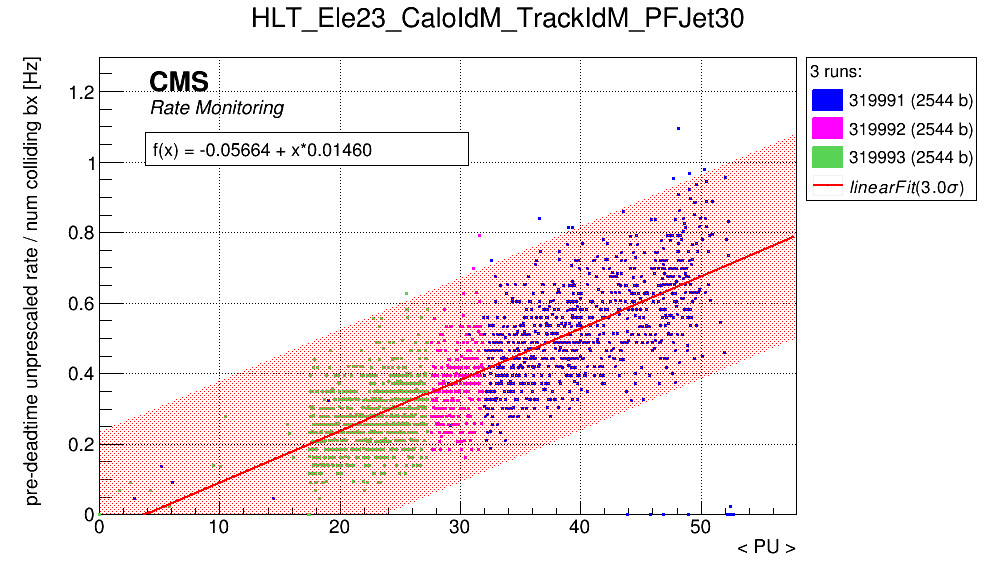 HLT_Ele23_CaloIdM_TrackIdM_PFJet30
pre-deadtime unprescaled rate / num colliding bx [Hz]
CMS
Rate Monitoring
f(x) = -0.05664 + x*0.01460
1.2
1
0.8
0.6
0.4
0.2
0
0 10 20 30 40 50
< PU >
3 runs:
319991 (2544 b)
319992 (2544 b)
319993 (2544 b)
linearFit(3.0σ)